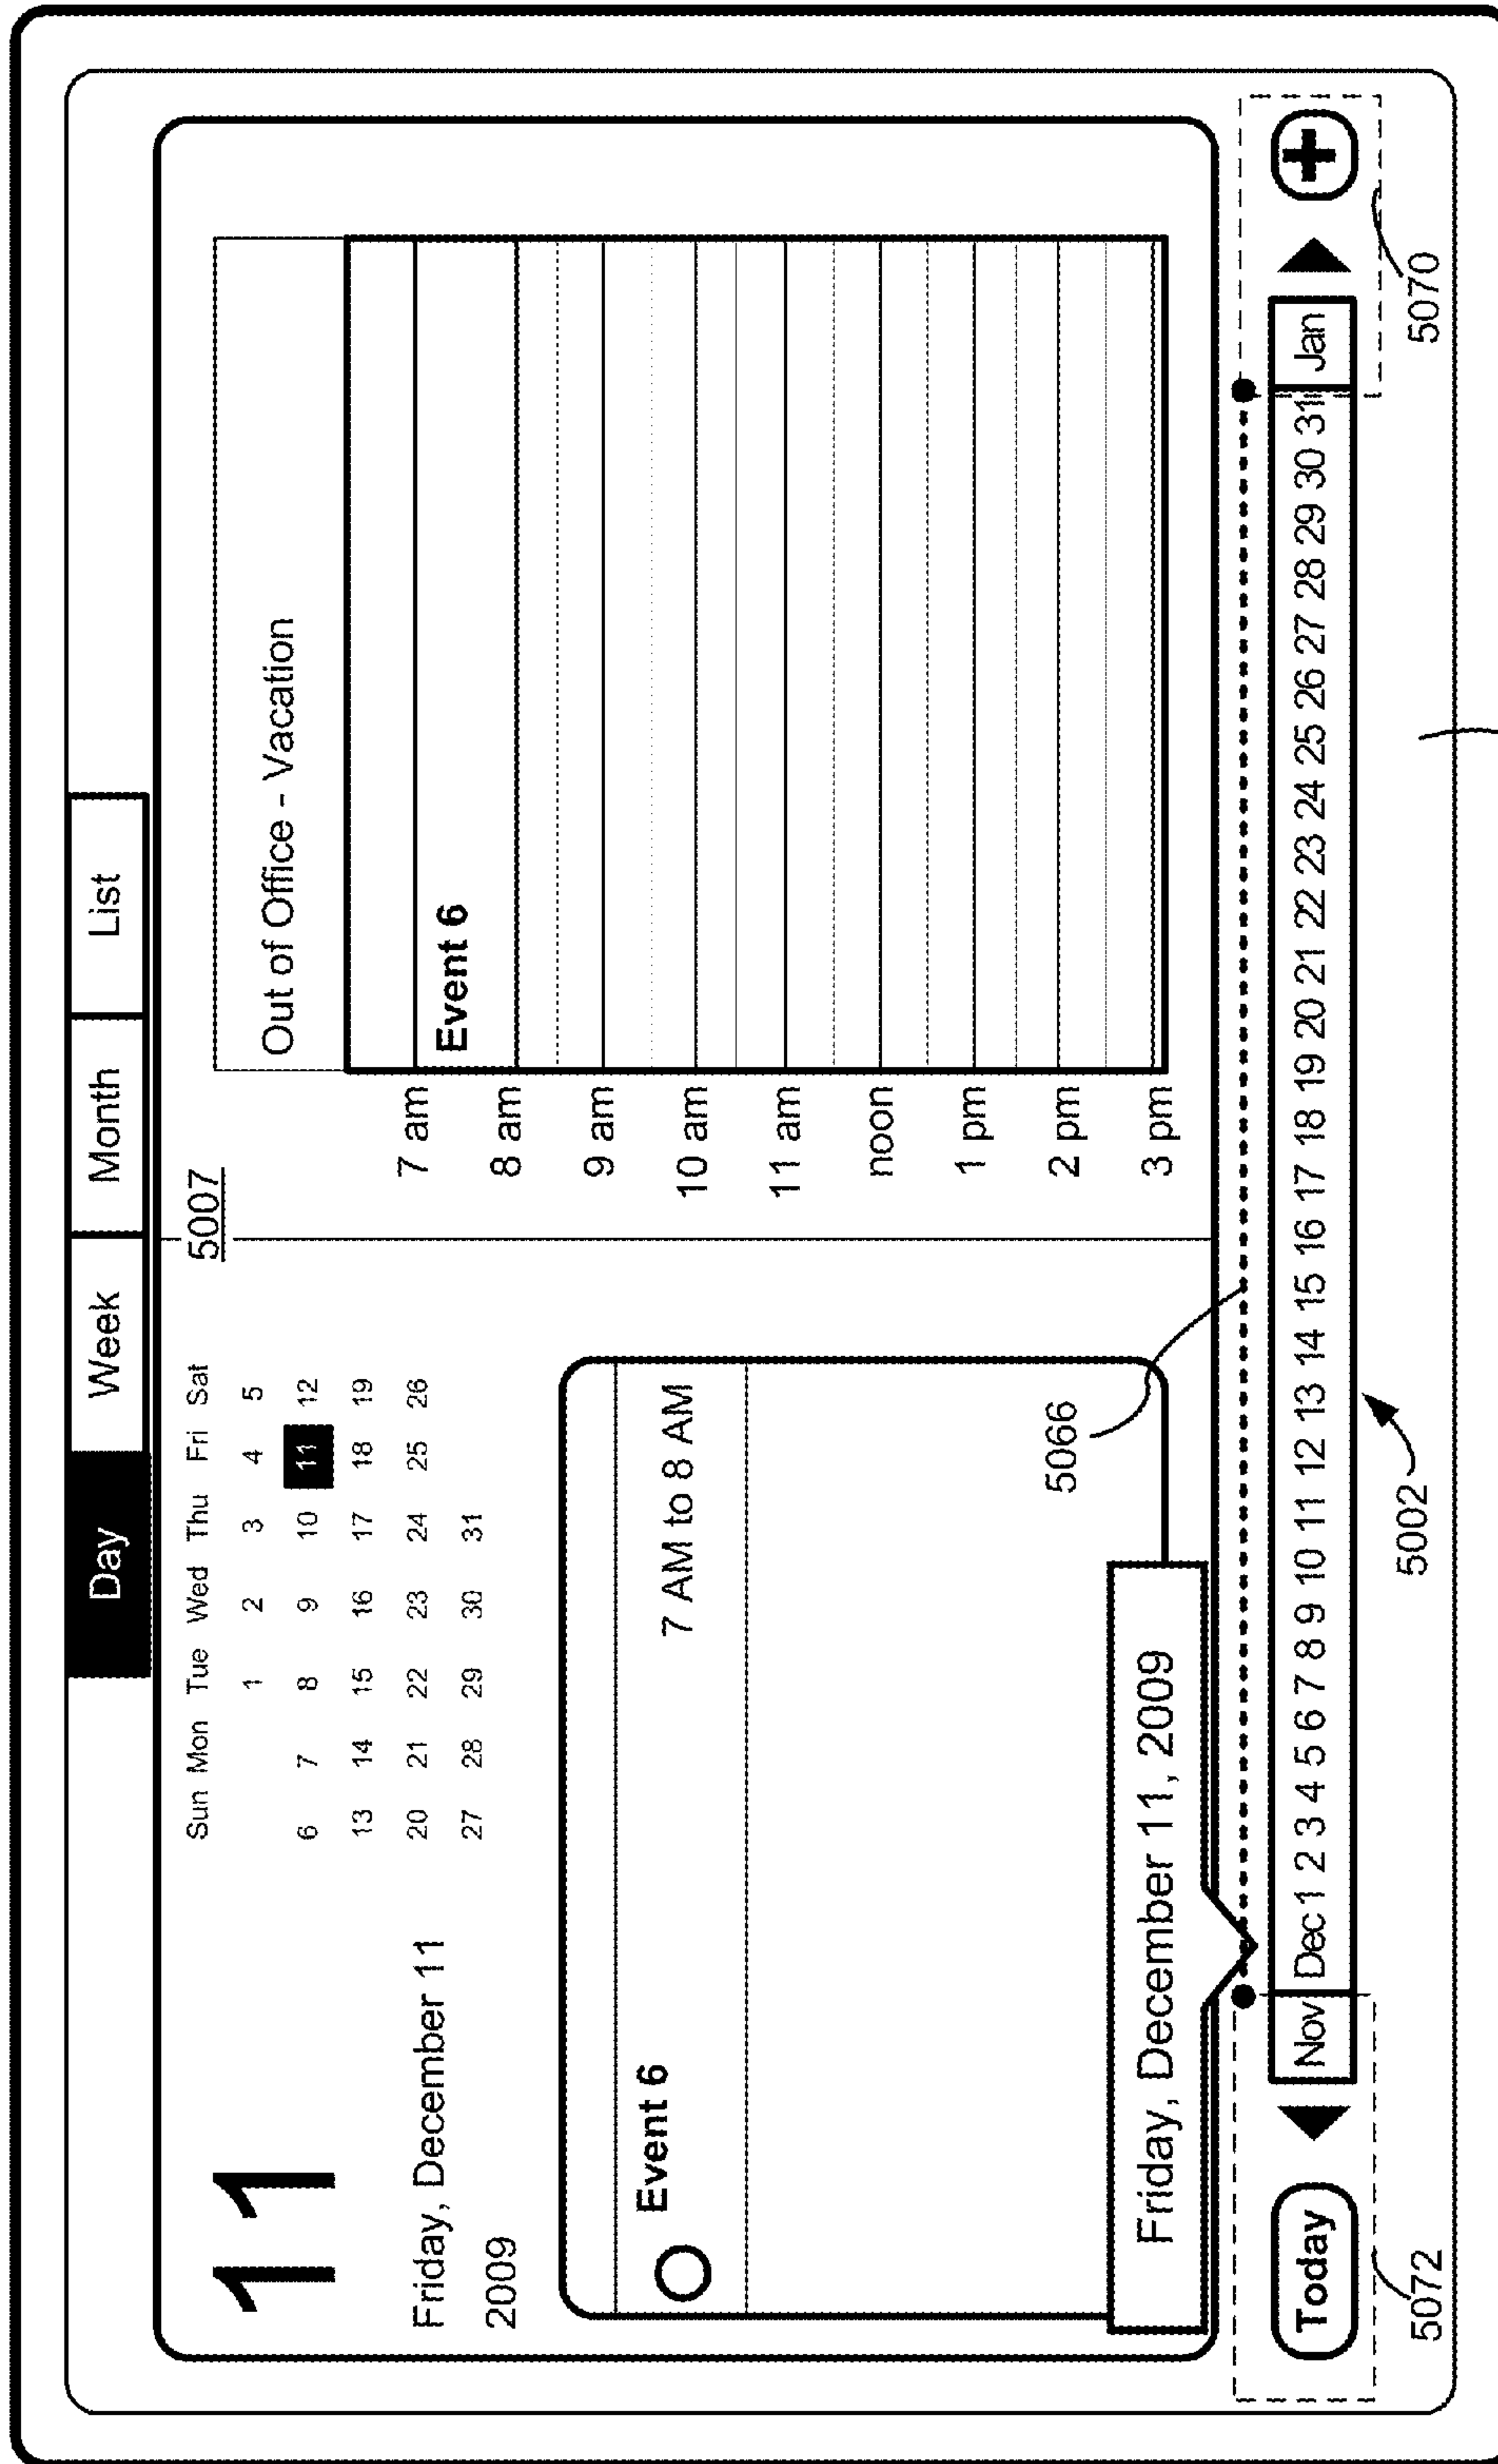 Day Week Month List
11
Friday, December 11
2009
Sun Mon Tue Wed Thu Fri Sat
1 2 3 4 5
6 7 8 9 10 11 12
13 14 15 16 17 18 19
20 21 22 23 24 25 26
27 28 29 30 31
Event 6
7 AM to 8 AM
5066
Friday, December 11, 2009
5007
Out of Office - Vacation
7 am
Event 6
8 am
9 am
10 am
11 am
noon
1 pm
2 pm
3 pm
Today Nov Dec 1 2 3 4 5 6 7 8 9 10 11 12 13 14 15 16 17 18 19 20 21 22 23 24 25 26 27 28 29 30 31 Jan
5072 5002 5070